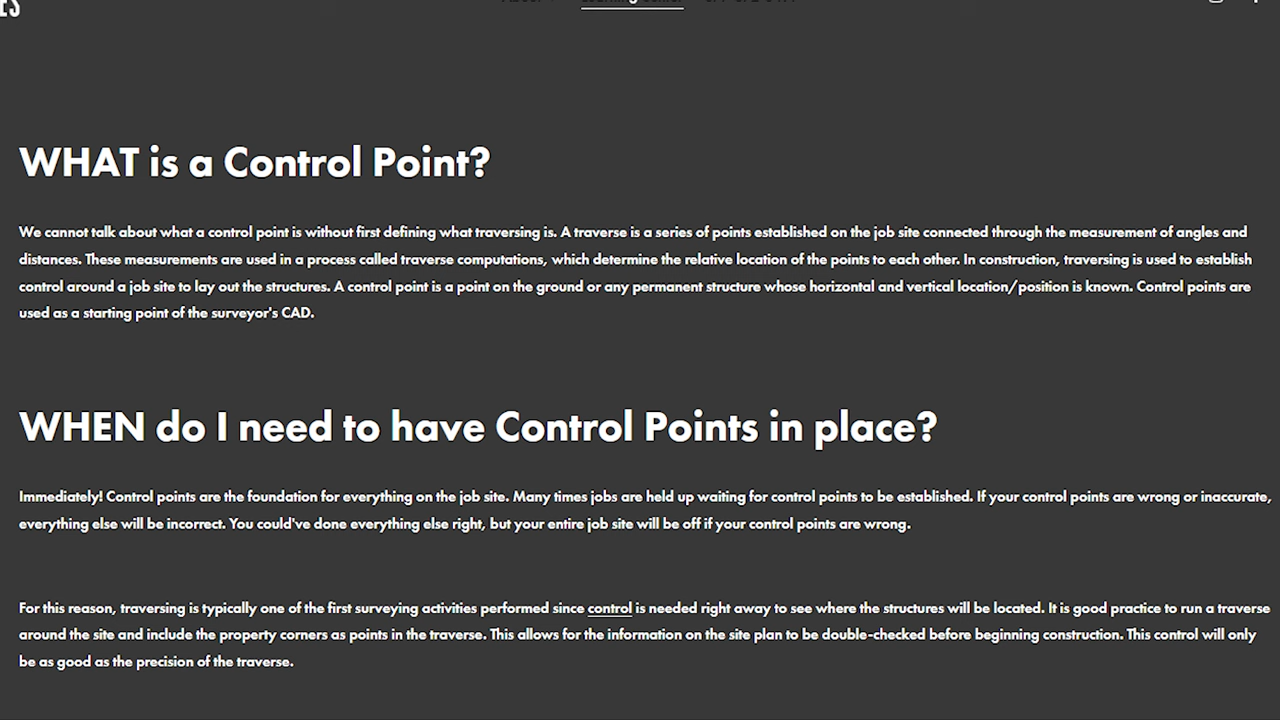 WHAT is a Control Point?
We cannot talk about what a control point is without first defining what traversing is. A traverse is a series of points established on the job site connected through the measurement of angles and
distances. These measurements are used in a process called traverse computations, which determine the relative location of the points to each other. In construction, traversing is used to establish
control around a job site to lay out the structures. A control point is a point on the ground or any permanent structure whose horizontal and vertical location/position is known. Control points are
used as a starting point of the surveyor's CAD.
WHEN do I need to have Control Points in place?
Immediately! Control points are the foundation for everything on the job site. Many times jobs are held up waiting for control points to be established. If your control points are wrong or inaccurate,
everything else will be incorrect. You could've done everything else right, but your entire job site will be off if your control points are wrong.
For this reason, traversing is typically one of the first surveying activities performed since control is needed right away to see where the structures will be located. It is good practice to run a traverse
around the site and include the property corners as points in the traverse. This allows for the information on the site plan to be double-checked before beginning construction. This control will only
be as good as the precision of the traverse.